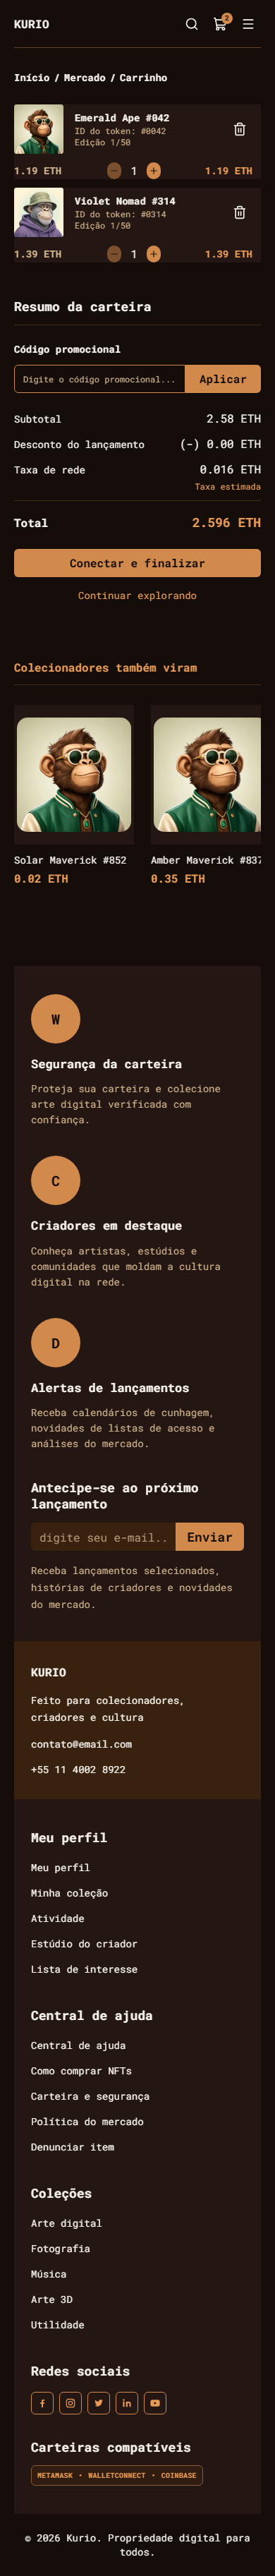 KURIO
2
Início / Mercado / Carrinho
Emerald Ape #042
ID do token: #0042
Edição 1/50
1.19 ETH
1
1.19 ETH
Violet Nomad #314
ID do token: #0314
Edição 1/50
1.39 ETH
1
1.39 ETH
Resumo da carteira
Código promocional
Digite o código promocional...
Aplicar
Subtotal 2.58 ETH
Desconto do lançamento (-) 0.00 ETH
Taxa de rede 0.016 ETH
Taxa estimada
Total 2.596 ETH
Conectar e finalizar
Continuar explorando
Colecionadores também viram
Solar Maverick #852
0.02 ETH
Amber Maverick #837
0.35 ETH
W
Segurança da carteira
Proteja sua carteira e colecione
arte digital verificada com
confiança.
C
Criadores em destaque
Conheça artistas, estúdios e
comunidades que moldam a cultura
digital na rede.
D
Alertas de lançamentos
Receba calendários de cunhagem,
novidades de listas de acesso e
análises do mercado.
Antecipe-se ao próximo
lançamento
digite seu e-mail..
Enviar
Receba lançamentos selecionados,
histórias de criadores e novidades
do mercado.
KURIO
Feito para colecionadores,
criadores e cultura
contato@email.com
+55 11 4002 8922
Meu perfil
Meu perfil
Minha coleção
Atividade
Estúdio do criador
Lista de interesse
Central de ajuda
Central de ajuda
Como comprar NFTs
Carteira e segurança
Política do mercado
Denunciar item
Coleções
Arte digital
Fotografia
Música
Arte 3D
Utilidade
Redes sociais
Carteiras compatíveis
METAMASK • WALLETCONNECT • COINBASE
© 2026 Kurio. Propriedade digital para
todos.